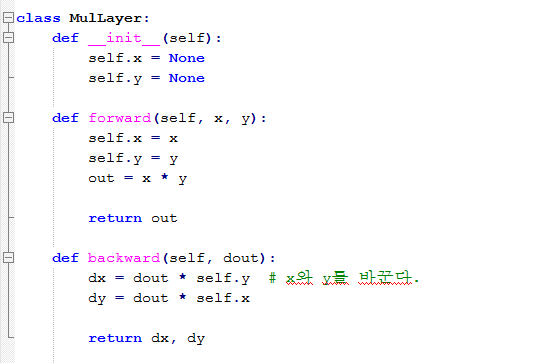 class MulLayer:
    def __init__(self):
        self.x = None
        self.y = None
    def forward(self, x, y):
        self.x = x
        self.y = y
        out = x * y
        return out
    def backward(self, dout):
        dx = dout * self.y  # x와 y를 바꾼다.
        dy = dout * self.x
        return dx, dy